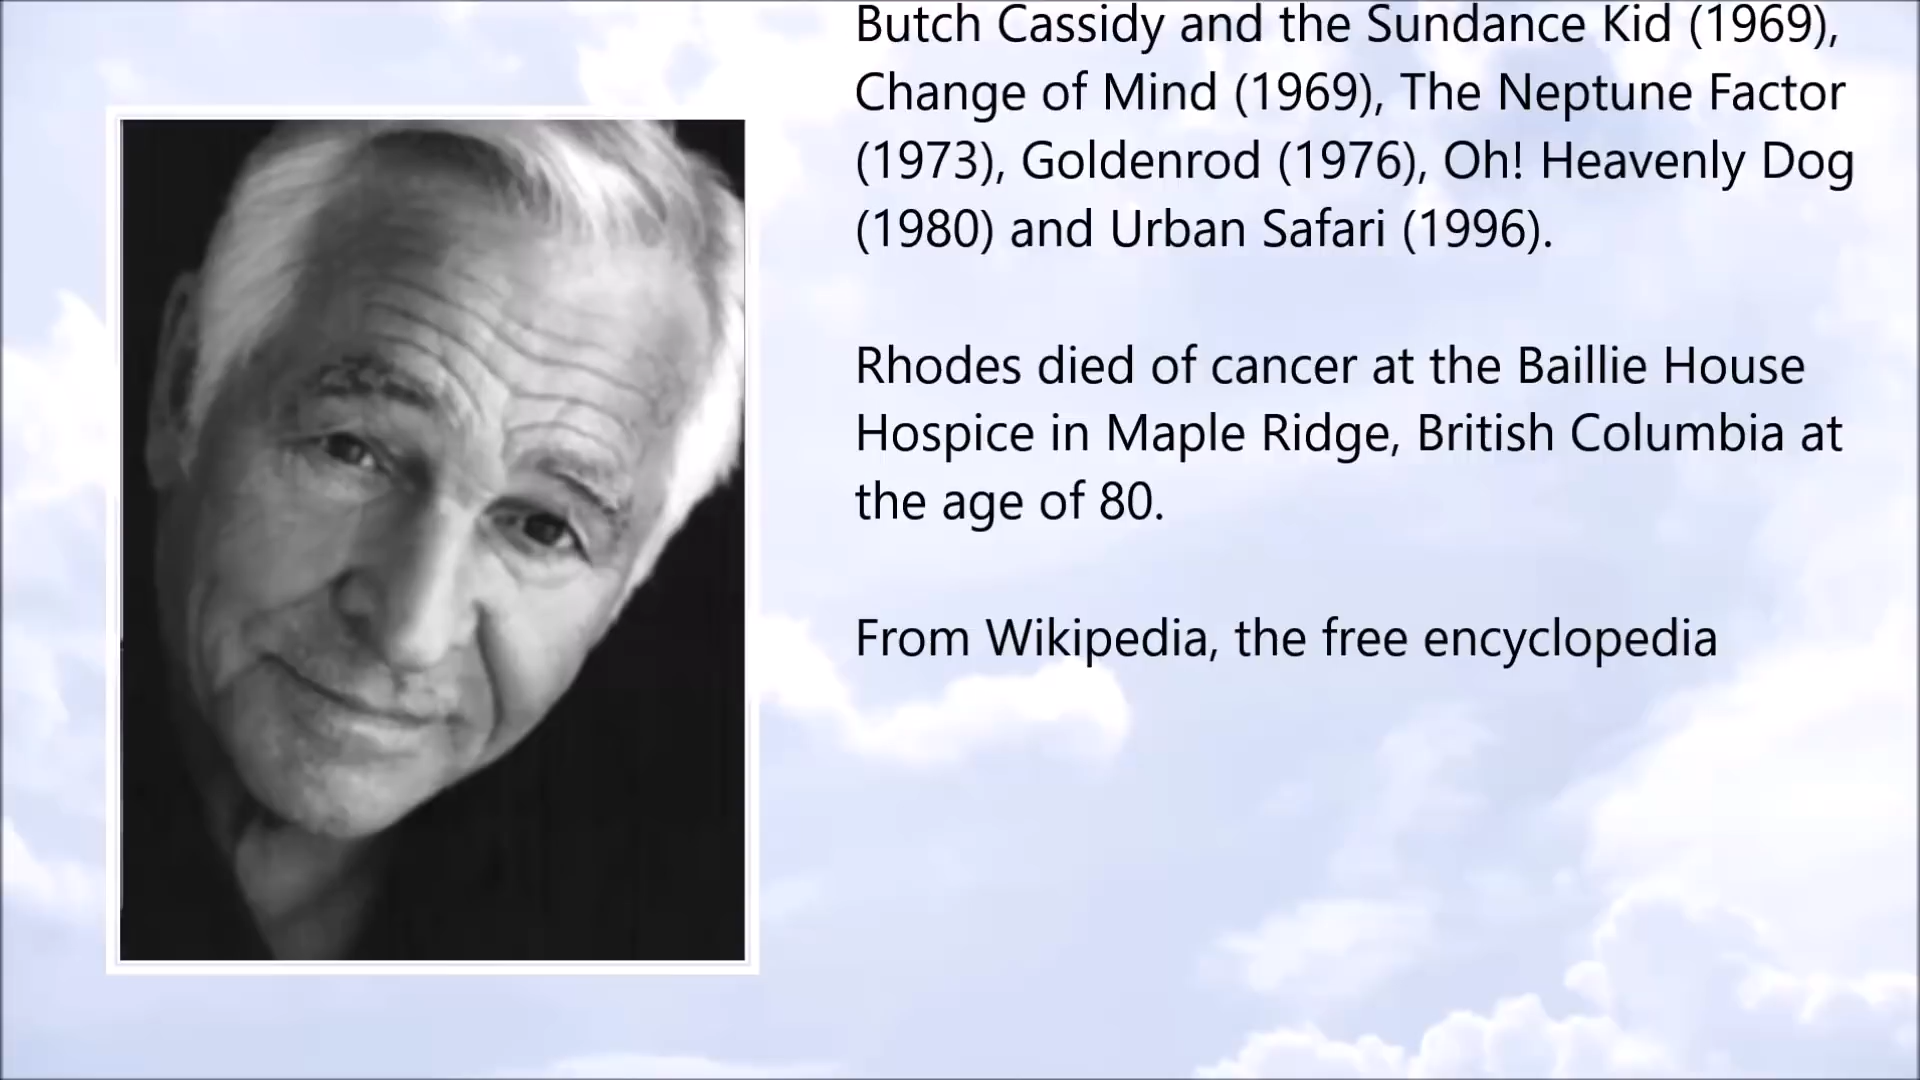 Butch Cassidy and the Sundance Kid (1969),
Change of Mind (1969), The Neptune Factor
(1973), Goldenrod (1976), Oh! Heavenly Dog
(1980) and Urban Safari (1996).
Rhodes died of cancer at the Baillie House
Hospice in Maple Ridge, British Columbia at
the age of 80.
From Wikipedia, the free encyclopedia